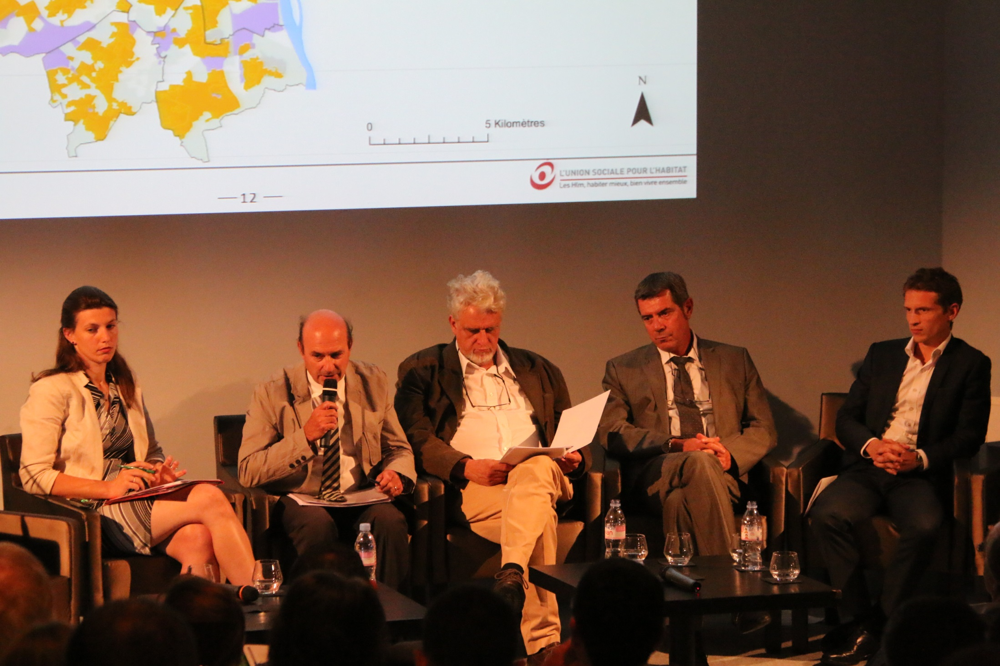 N
0 5 Kilomètres
L'UNION SOCIALE POUR L'HABITAT
Les Hlm, habiter mieux, bien vivre ensemble
— 12 —